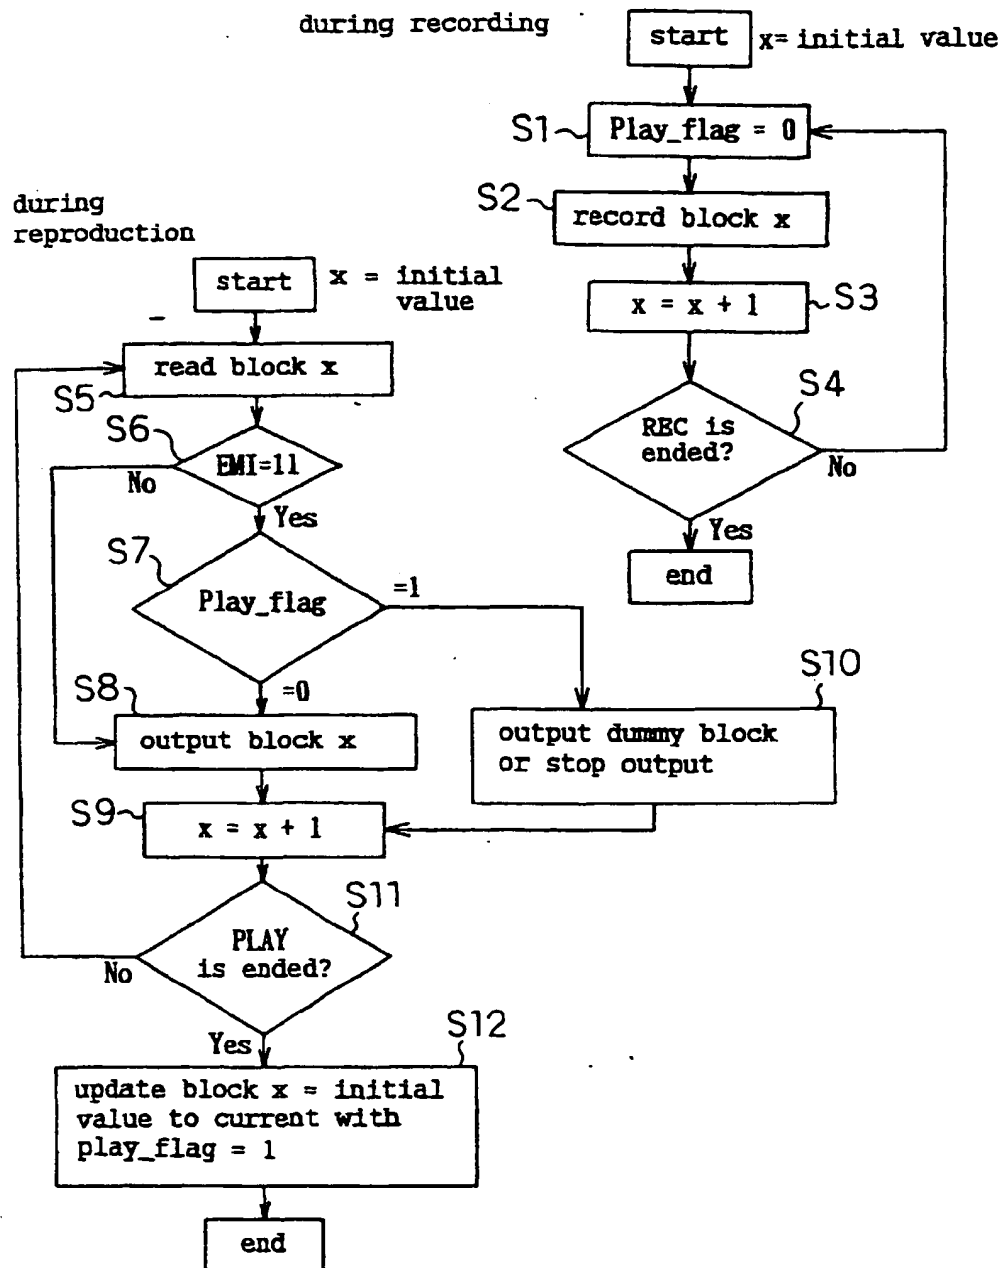 during recording
start
x= initial value
S1
Play_flag = 0
S2
record block x
x = x + 1
S3
S4
REC is
ended?
No
Yes
end
during
reproduction
start
x = initial
value
read block x
S5
S6
EMI=11
No
Yes
S7
Play_flag
=1
=0
S8
output block x
S10
output dummy block
or stop output
S9
x = x + 1
S11
PLAY
is ended?
No
Yes
S12
update block x = initial
value to current with
play_flag = 1
end